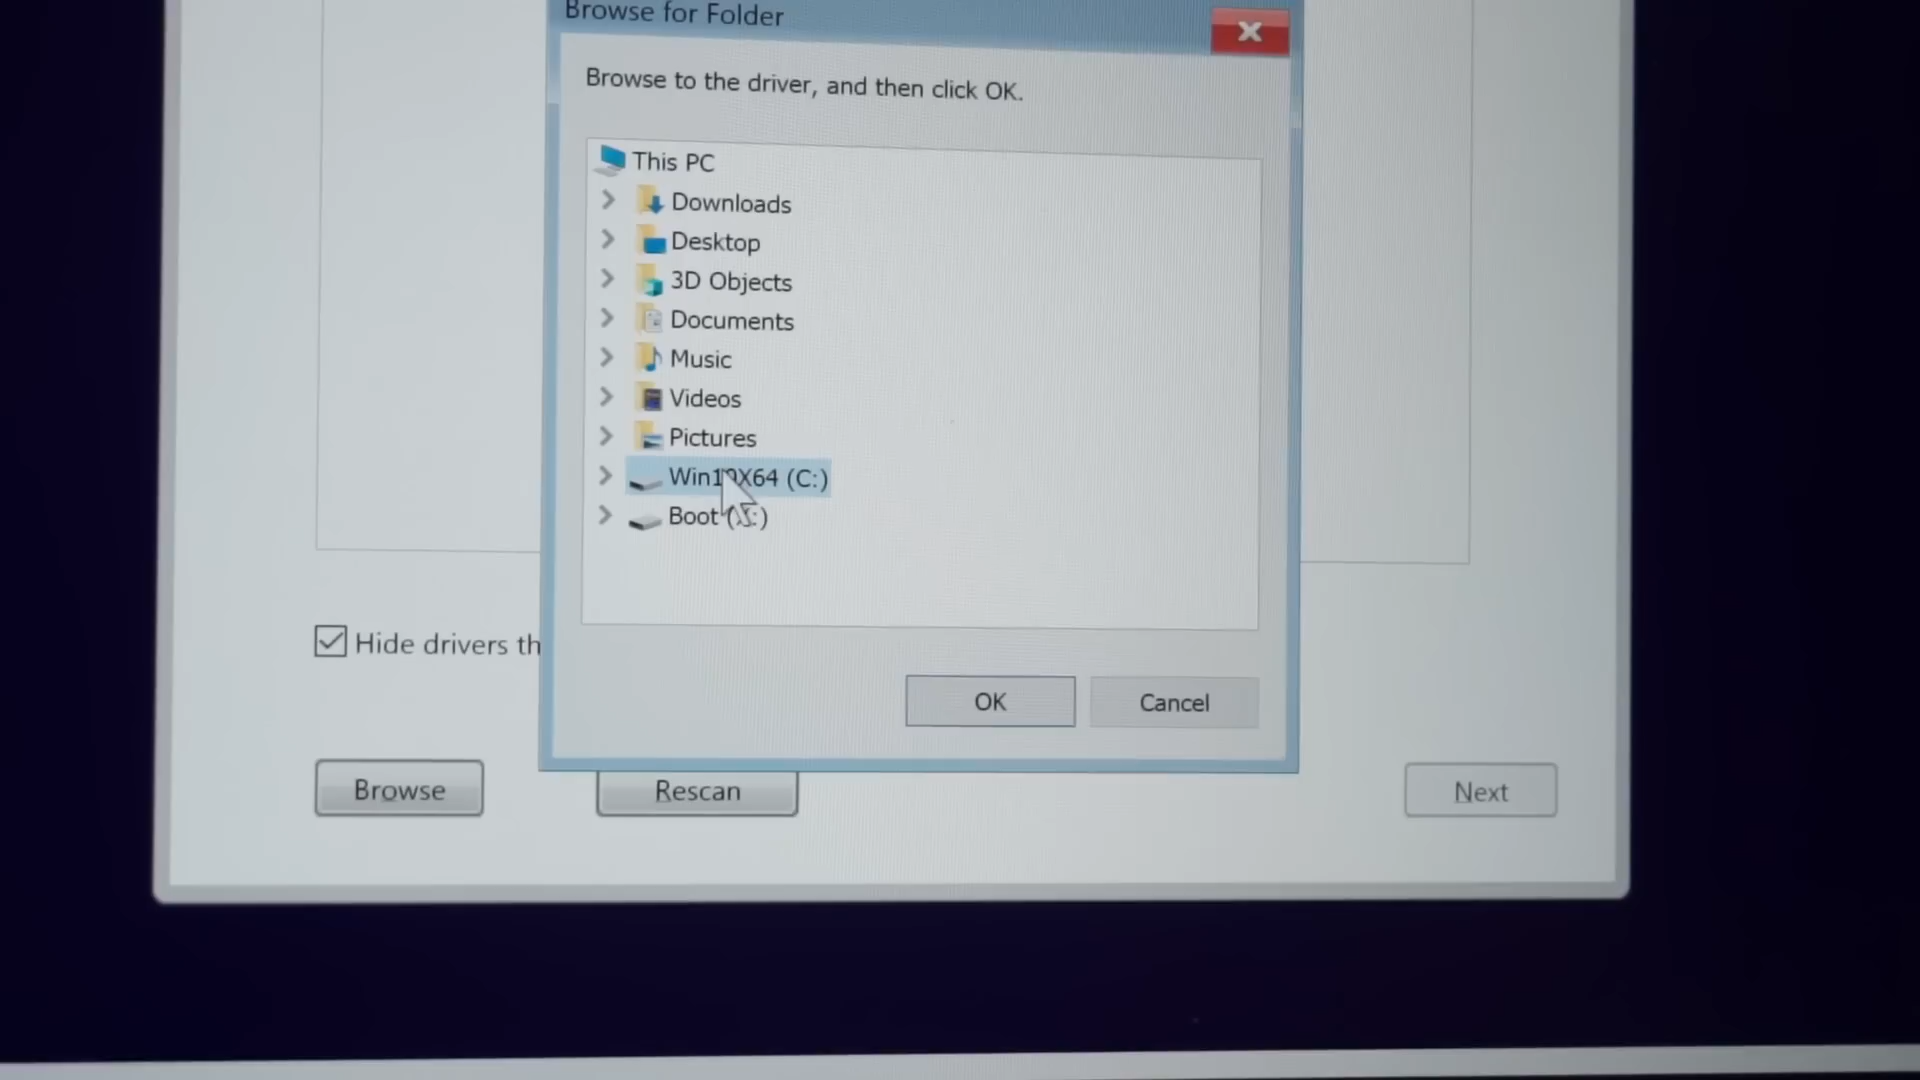 Browse for Folder
Browse to the driver, and then click OK.
This PC
Downloads
Desktop
3D Objects
Documents
Music
Videos
Pictures
Win10X64 (C:)
Boot (X:)
Hide drivers th
OK
Cancel
Browse
Rescan
Next